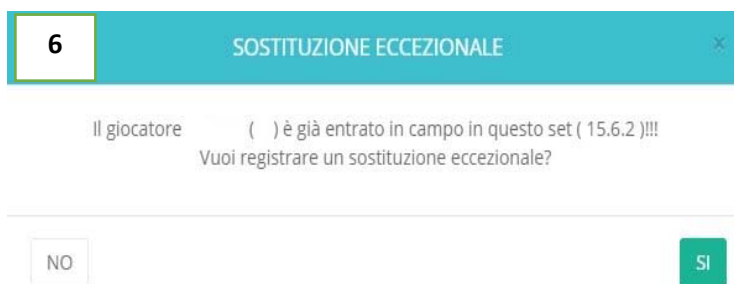 6
SOSTITUZIONE ECCEZIONALE ×
Il giocatore ( ) è già entrato in campo in questo set ( 15.6.2 )!!!
Vuoi registrare un sostituzione eccezionale?
NO SI